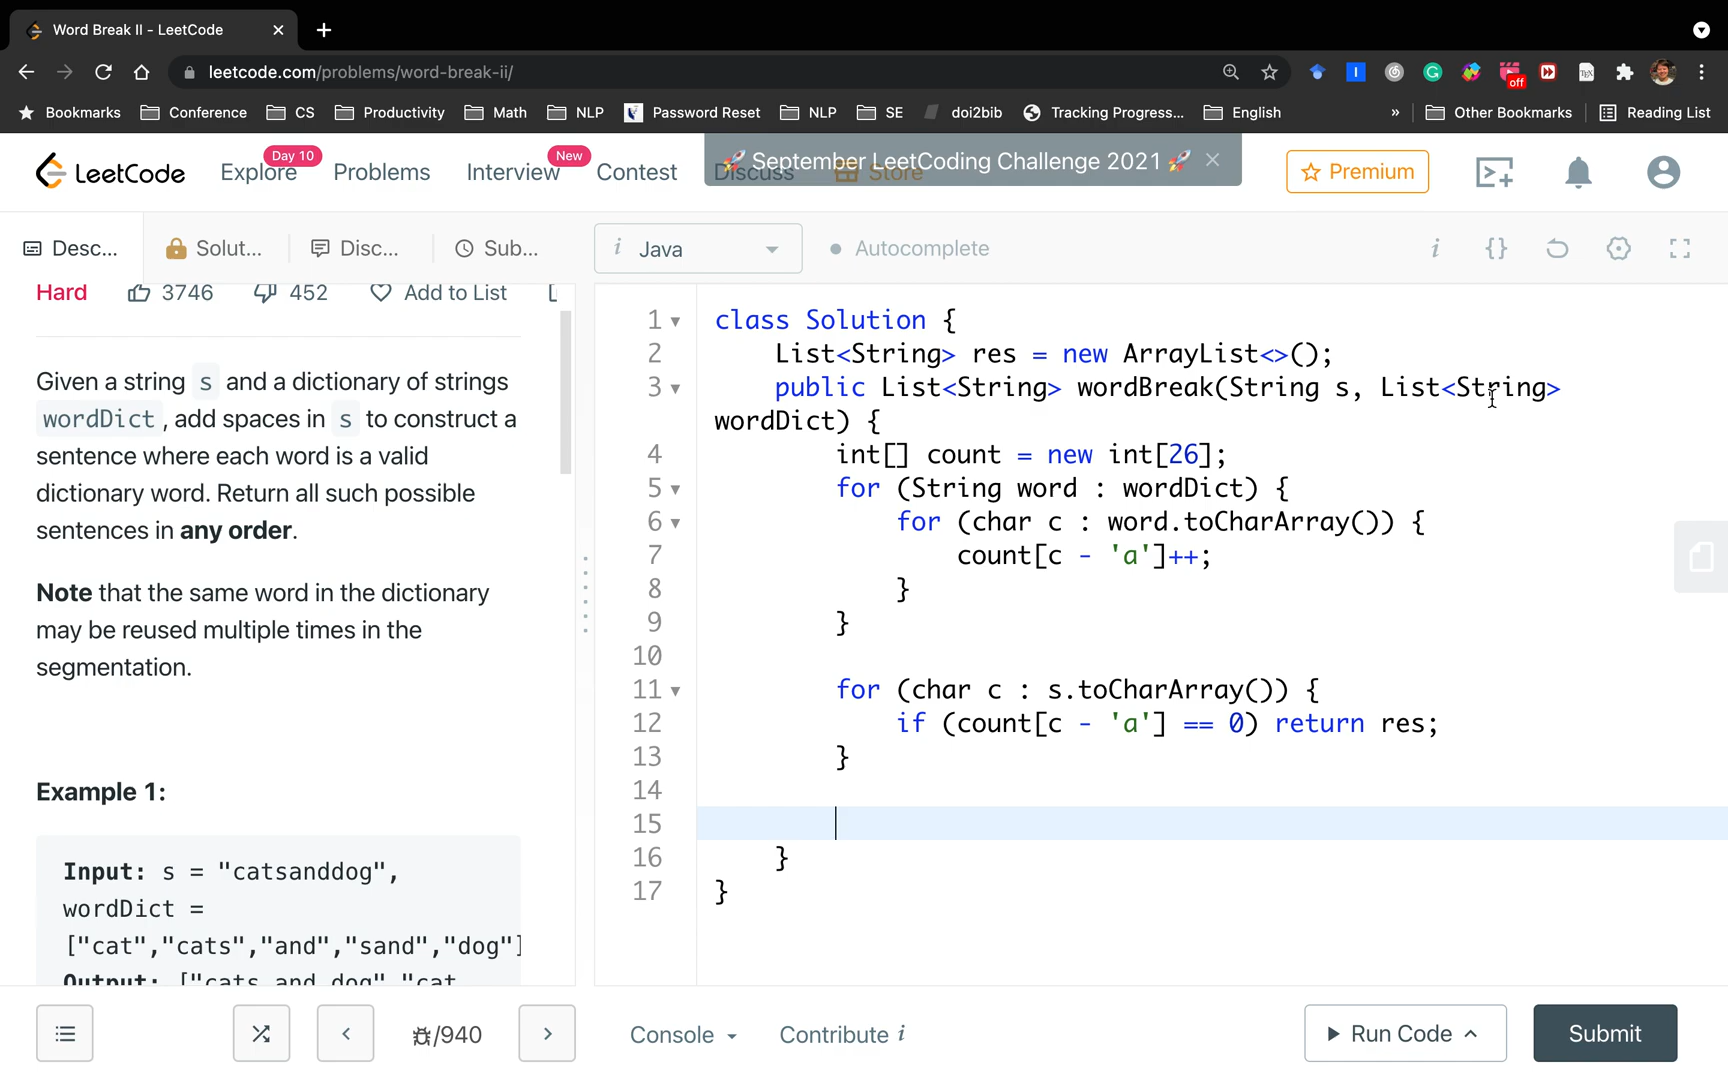 Word Break II - LeetCode
leetcode.com/problems/word-break-ii/
off
Bookmarks Conference CS Productivity Math NLP Password Reset NLP SE doi2bib Tracking Progress... English » Other Bookmarks Reading List
LeetCode Explore Day 10 Problems Interview New Contest Discuss Store Premium
🚀 September LeetCoding Challenge 2021 🚀
Desc... Solut... Disc... Sub...
i Java Autocomplete
Hard 3746 452 Add to List
Given a string s and a dictionary of strings
wordDict, add spaces in s to construct a
sentence where each word is a valid
dictionary word. Return all such possible
sentences in any order.
Note that the same word in the dictionary
may be reused multiple times in the
segmentation.
Example 1:
Input: s = "catsanddog",
wordDict =
["cat","cats","and","sand","dog"]
Output: ["cats and dog","cat
1 class Solution {
2 List<String> res = new ArrayList<>();
3 public List<String> wordBreak(String s, List<String>
wordDict) {
4 int[] count = new int[26];
5 for (String word : wordDict) {
6 for (char c : word.toCharArray()) {
7 count[c - 'a']++;
8 }
9 }
10
11 for (char c : s.toCharArray()) {
12 if (count[c - 'a'] == 0) return res;
13 }
14
15
16 }
17 }
/940
Console Contribute i
Run Code Submit